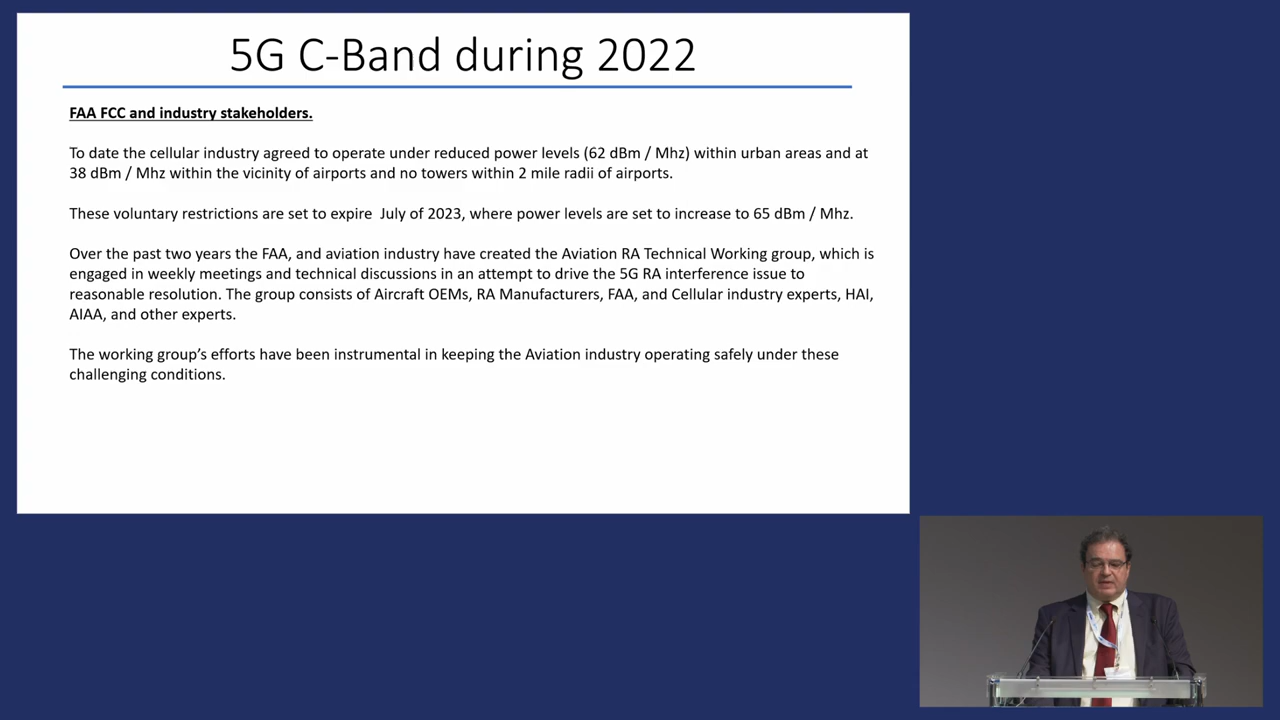 5G C-Band during 2022
FAA FCC and industry stakeholders.
To date the cellular industry agreed to operate under reduced power levels (62 dBm / Mhz) within urban areas and at
38 dBm / Mhz within the vicinity of airports and no towers within 2 mile radii of airports.
These voluntary restrictions are set to expire  July of 2023, where power levels are set to increase to 65 dBm / Mhz.
Over the past two years the FAA, and aviation industry have created the Aviation RA Technical Working group, which is
engaged in weekly meetings and technical discussions in an attempt to drive the 5G RA interference issue to
reasonable resolution. The group consists of Aircraft OEMs, RA Manufacturers, FAA, and Cellular industry experts, HAI,
AIAA, and other experts.
The working group’s efforts have been instrumental in keeping the Aviation industry operating safely under these
challenging conditions.